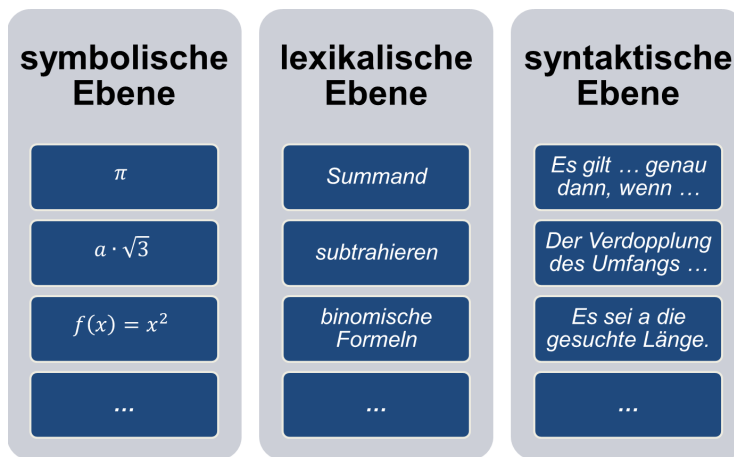 symbolische
Ebene
π
a · √3
f(x) = x²
...
lexikalische
Ebene
Summand
subtrahieren
binomische
Formeln
...
syntaktische
Ebene
Es gilt … genau
dann, wenn …
Der Verdopplung
des Umfangs …
Es sei a die
gesuchte Länge.
...